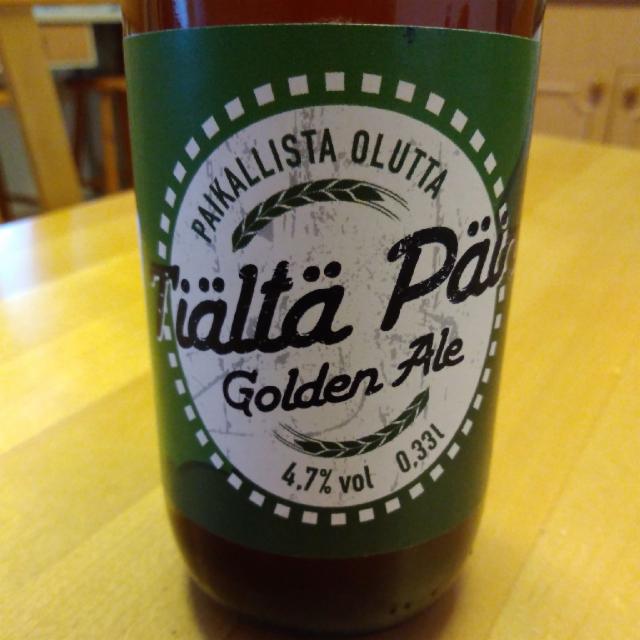 PAIKALLISTA OLUTTA
Tiältä
Golden Ale
4,7% vol 0,33l